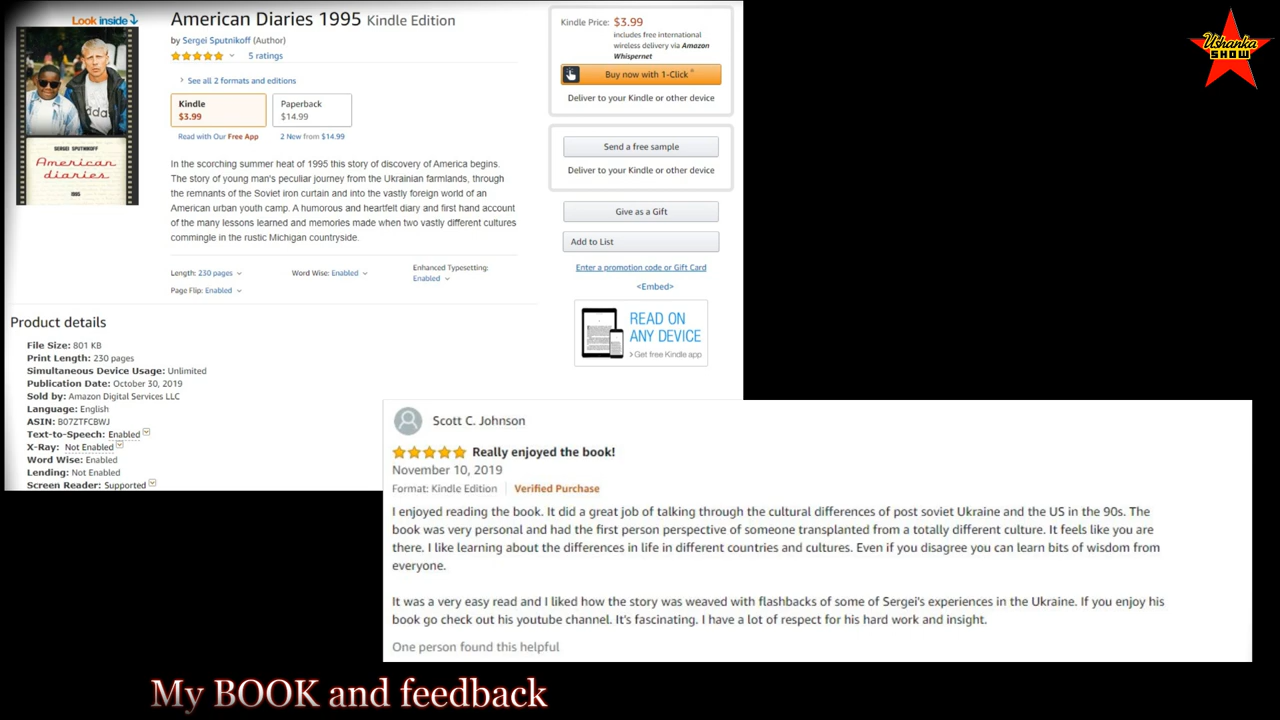 Look inside
American Diaries 1995 Kindle Edition
by Sergei Sputnikoff (Author)
5 ratings
See all 2 formats and editions
Kindle
$3.99
Paperback
$14.99
Read with Our Free App
2 New from $14.99
In the scorching summer heat of 1995 this story of discovery of America begins.
The story of young man's peculiar journey from the Ukrainian farmlands, through
the remnants of the Soviet iron curtain and into the vastly foreign world of an
American urban youth camp. A humorous and heartfelt diary and first hand account
of the many lessons learned and memories made when two vastly different cultures
commingle in the rustic Michigan countryside.
Length: 230 pages
Word Wise: Enabled
Enhanced Typesetting:
Enabled
Page Flip: Enabled
SERGEI SPUTNIKOFF
American
diaries
1995
adidas
Kindle Price: $3.99
includes free international
wireless delivery via Amazon
Whispernet
Buy now with 1-Click ®
Deliver to your Kindle or other device
Send a free sample
Deliver to your Kindle or other device
Give as a Gift
Add to List
Enter a promotion code or Gift Card
<Embed>
READ ON
ANY DEVICE
› Get free Kindle app
Ushanka
SHOW
Product details
File Size: 801 KB
Print Length: 230 pages
Simultaneous Device Usage: Unlimited
Publication Date: October 30, 2019
Sold by: Amazon Digital Services LLC
Language: English
ASIN: B07ZTFCBWJ
Text-to-Speech: Enabled
X-Ray: Not Enabled
Word Wise: Enabled
Lending: Not Enabled
Screen Reader: Supported
Scott C. Johnson
Really enjoyed the book!
November 10, 2019
Format: Kindle Edition | Verified Purchase
I enjoyed reading the book. It did a great job of talking through the cultural differences of post soviet Ukraine and the US in the 90s. The
book was very personal and had the first person perspective of someone transplanted from a totally different culture. It feels like you are
there. I like learning about the differences in life in different countries and cultures. Even if you disagree you can learn bits of wisdom from
everyone.
It was a very easy read and I liked how the story was weaved with flashbacks of some of Sergei's experiences in the Ukraine. If you enjoy his
book go check out his youtube channel. It's fascinating. I have a lot of respect for his hard work and insight.
One person found this helpful
My BOOK and feedback